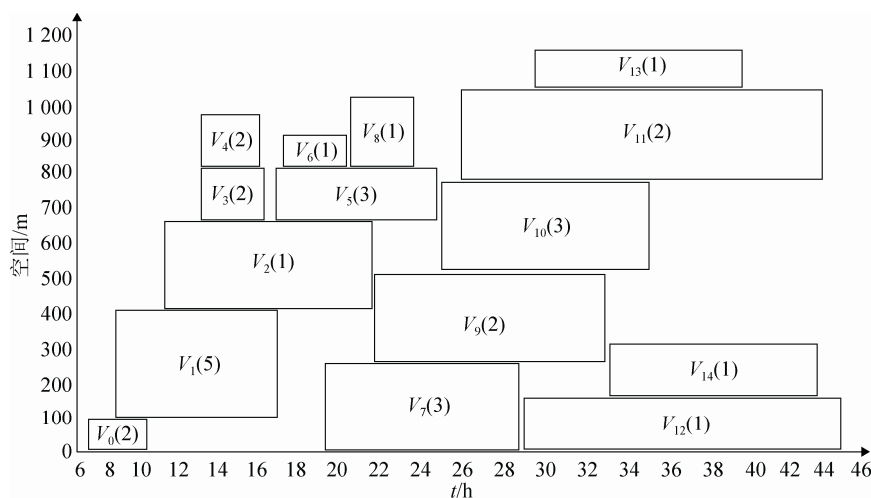 1 200
1 100
1 000
900
800
700
600
500
400
300
200
100
0
空间/m
V13(1)
V4(2)
V6(1)
V8(1)
V11(2)
V3(2)
V5(3)
V10(3)
V2(1)
V9(2)
V1(5)
V14(1)
V7(3)
V0(2)
V12(1)
6 8 10 12 14 16 18 20 22 24 26 28 30 32 34 36 38 40 42 44 46
t/h